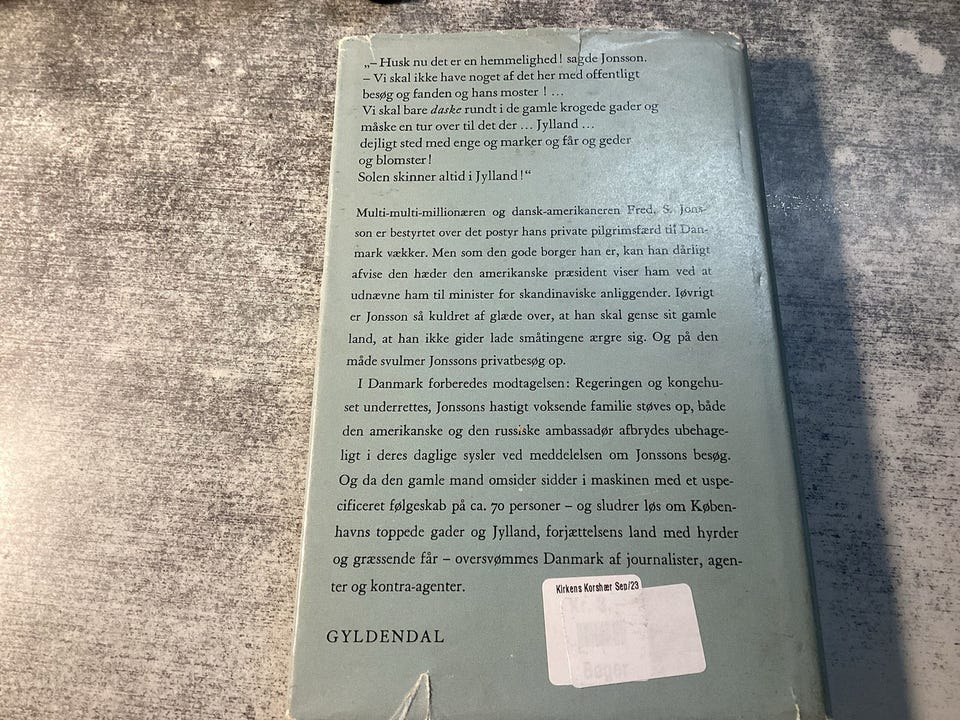 „– Husk nu det er en hemmelighed! sagde Jonsson.
– Vi skal ikke have noget af det her med offentligt
besøg og fanden og hans moster ! ...
Vi skal bare daske rundt i de gamle krogede gader og
måske en tur over til det der ... Jylland ...
dejligt sted med enge og marker og får og geder
og blomster!
Solen skinner altid i Jylland!“
Multi-multi-millionæren og dansk-amerikaneren Fred. S. Jons-
son er bestyrtet over det postyr hans private pilgrimsfærd til Dan-
mark vækker. Men som den gode borger han er, kan han dårligt
afvise den hæder den amerikanske præsident viser ham ved at
udnævne ham til minister for skandinaviske anliggender. Iøvrigt
er Jonsson så kuldret af glæde over, at han skal gense sit gamle
land, at han ikke gider lade småtingene ærgre sig. Og på den
måde svulmer Jonssons privatbesøg op.
I Danmark forberedes modtagelsen: Regeringen og kongehu-
set underrettes, Jonssons hastigt voksende familie støves op, både
den amerikanske og den russiske ambassadør afbrydes ubehage-
ligt i deres daglige sysler ved meddelelsen om Jonssons besøg.
Og da den gamle mand omsider sidder i maskinen med et uspe-
cificeret følgeskab på ca. 70 personer – og sludrer løs om Køben-
havns toppede gader og Jylland, forjættelsens land med hyrder
og græssende får – oversvømmes Danmark af journalister, agen-
ter og kontra-agenter.
Kirkens Korshær Sep/23
GYLDENDAL